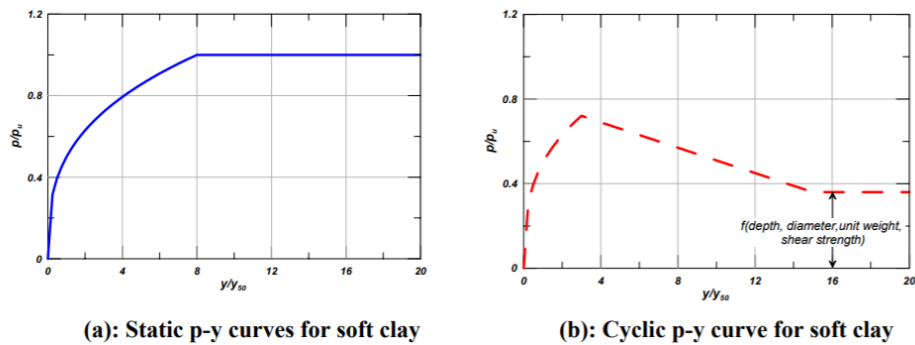 1.2
0.8
0.4
0
p/pu
0
4
8
12
16
20
y/y50
(a): Static p-y curves for soft clay
1.2
0.8
0.4
0
p/pu
f(depth, diameter,unit weight,
shear strength)
0
4
8
12
16
20
y/y50
(b): Cyclic p-y curve for soft clay